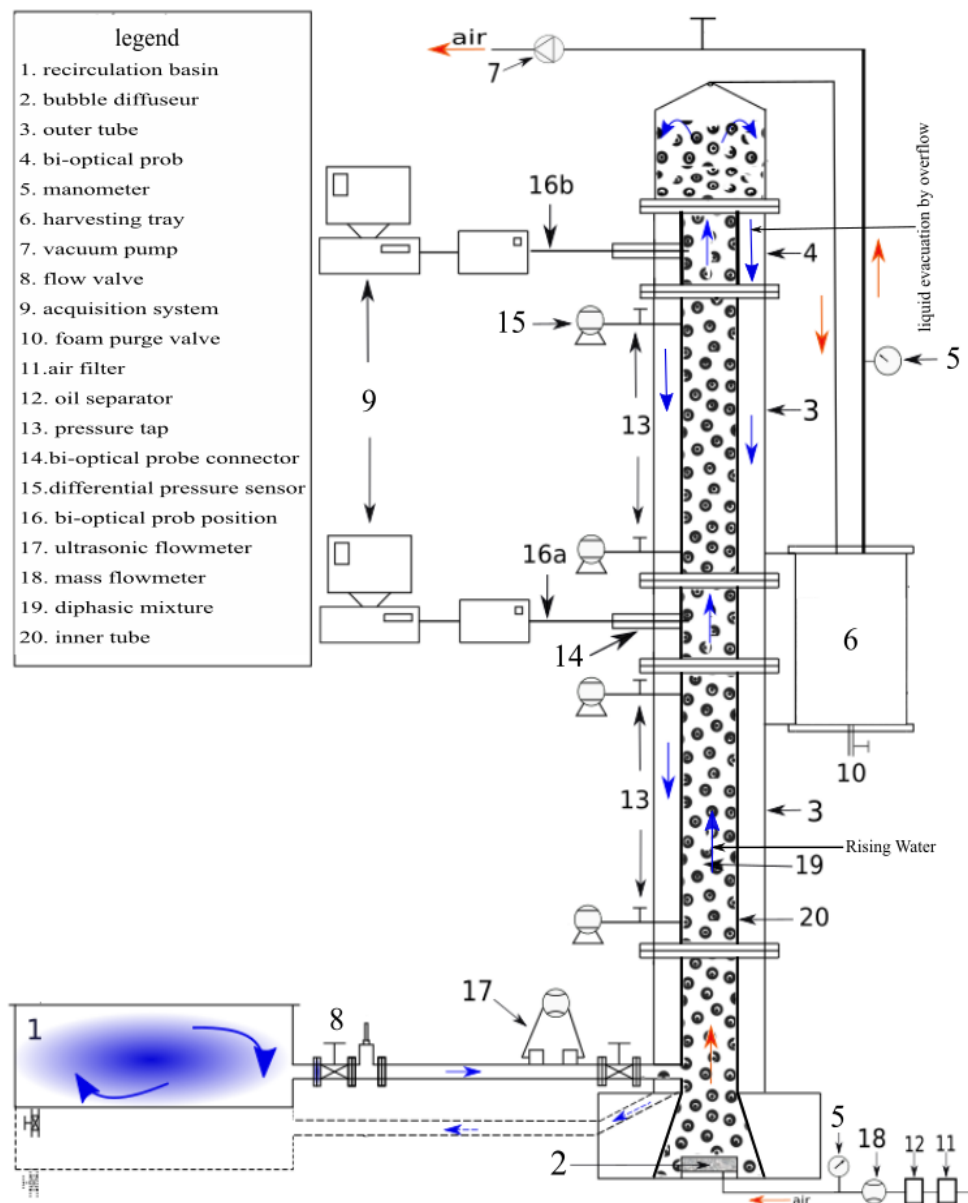 legend
1. recirculation basin
2. bubble diffuseur
3. outer tube
4. bi-optical prob
5. manometer
6. harvesting tray
7. vacuum pump
8. flow valve
9. acquisition system
10. foam purge valve
11.air filter
12. oil separator
13. pressure tap
14.bi-optical probe connector
15.differential pressure sensor
16. bi-optical prob position
17. ultrasonic flowmeter
18. mass flowmeter
19. diphasic mixture
20. inner tube
air
7
16b
4
liquid evacuation by overflow
15
5
9
13
3
16a
14
6
10
13
3
Rising Water
19
20
17
8
1
5
18
12
11
2
air